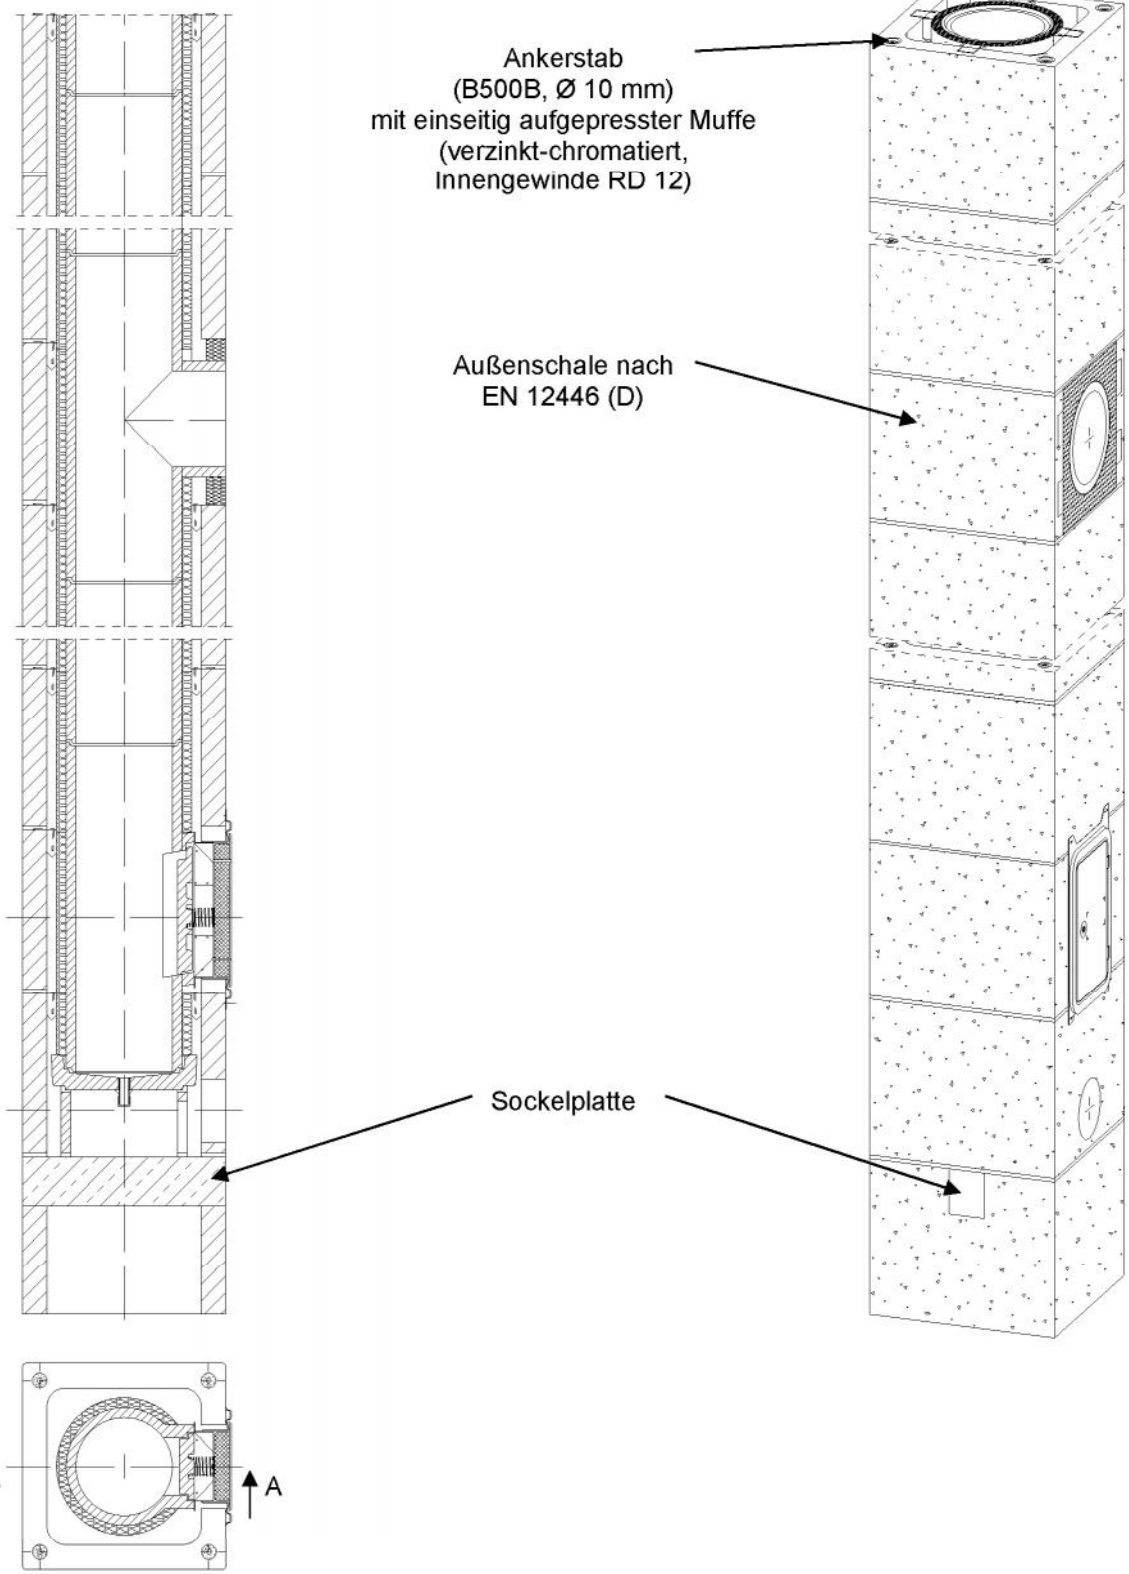 Ankerstab
(B500B, Ø 10 mm)
mit einseitig aufgepresster Muffe
(verzinkt-chromatiert,
Innengewinde RD 12)
Außenschale nach
EN 12446 (D)
Sockelplatte
A